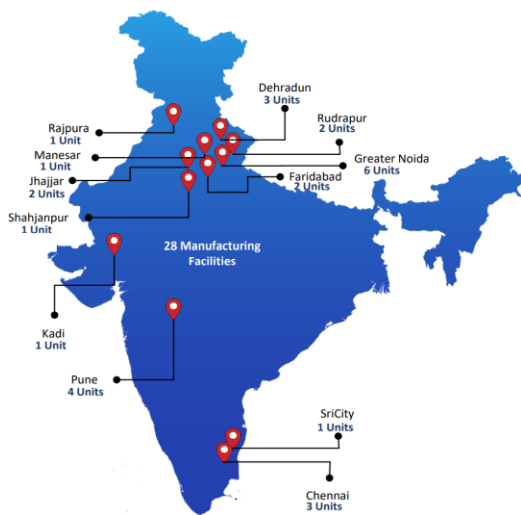 Dehradun
3 Units
Rajpura
1 Unit
Rudrapur
2 Units
Manesar
1 Unit
Greater Noida
6 Units
Jhajjar
2 Units
Faridabad
2 Units
Shahjanpur
1 Unit
28 Manufacturing
Facilities
Kadi
1 Unit
Pune
4 Units
SriCity
1 Units
Chennai
3 Units